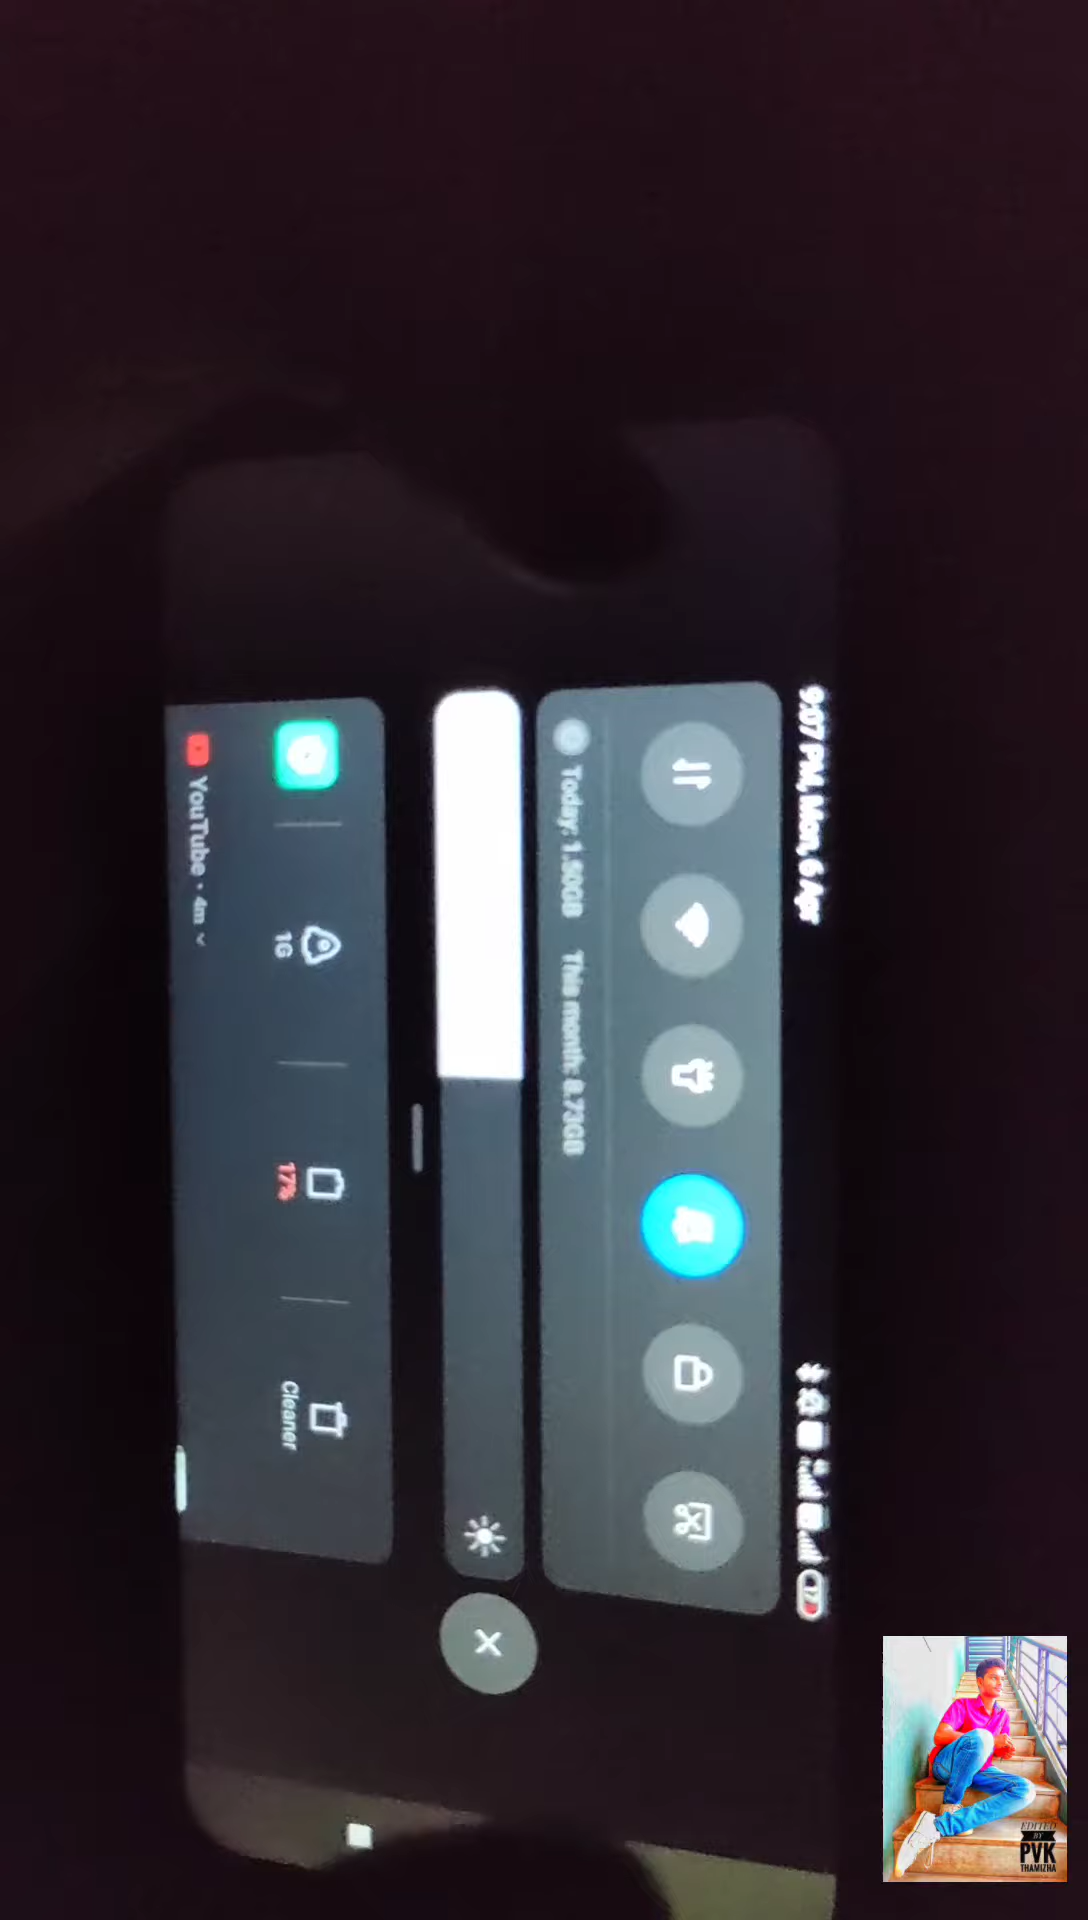 9:07 PM, Mon, 6 Apr
17
Today: 1.50GB This month: 8.73GB
1G
17%
Cleaner
YouTube • 4m
EDITED
BY
PVK
THAMIZHA